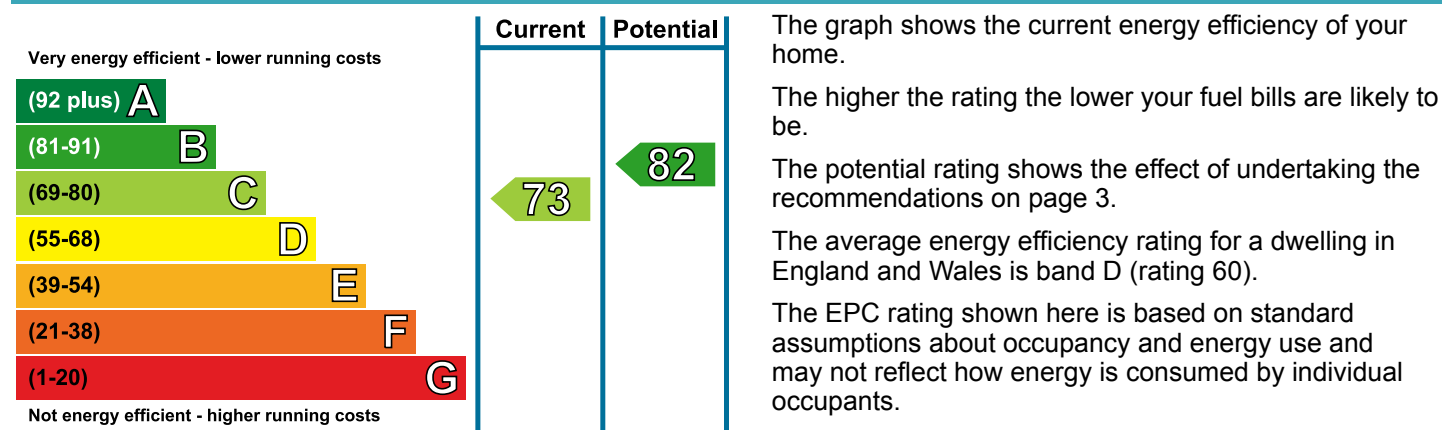 Current Potential
Very energy efficient - lower running costs
(92 plus) A
(81-91) B
(69-80) C
(55-68) D
(39-54) E
(21-38) F
(1-20) G
Not energy efficient - higher running costs
73
82
The graph shows the current energy efficiency of your
home.
The higher the rating the lower your fuel bills are likely to
be.
The potential rating shows the effect of undertaking the
recommendations on page 3.
The average energy efficiency rating for a dwelling in
England and Wales is band D (rating 60).
The EPC rating shown here is based on standard
assumptions about occupancy and energy use and
may not reflect how energy is consumed by individual
occupants.